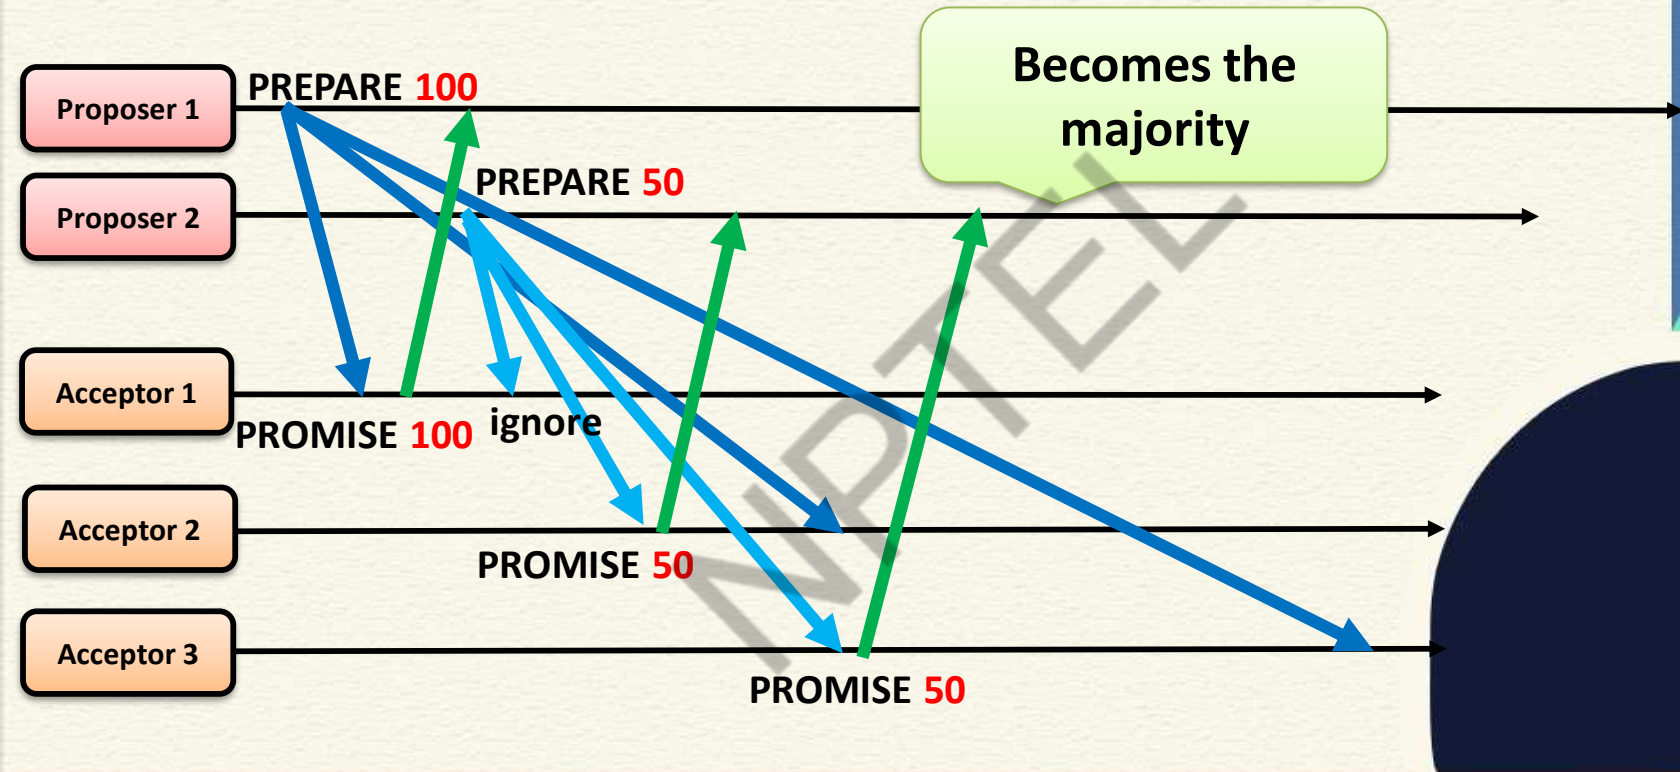 Becomes the
majority
Proposer 1
PREPARE 100
Proposer 2
PREPARE 50
Acceptor 1
PROMISE 100
ignore
Acceptor 2
PROMISE 50
Acceptor 3
PROMISE 50
NPTEL